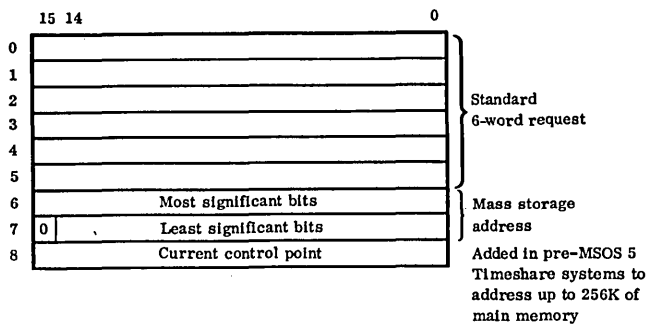 15 14 0
0
1
2
3
4
5
Standard
6-word request
6 Most significant bits
7 0 Least significant bits
Mass storage
address
8 Current control point
Added in pre-MSOS 5
Timeshare systems to
address up to 256K of
main memory